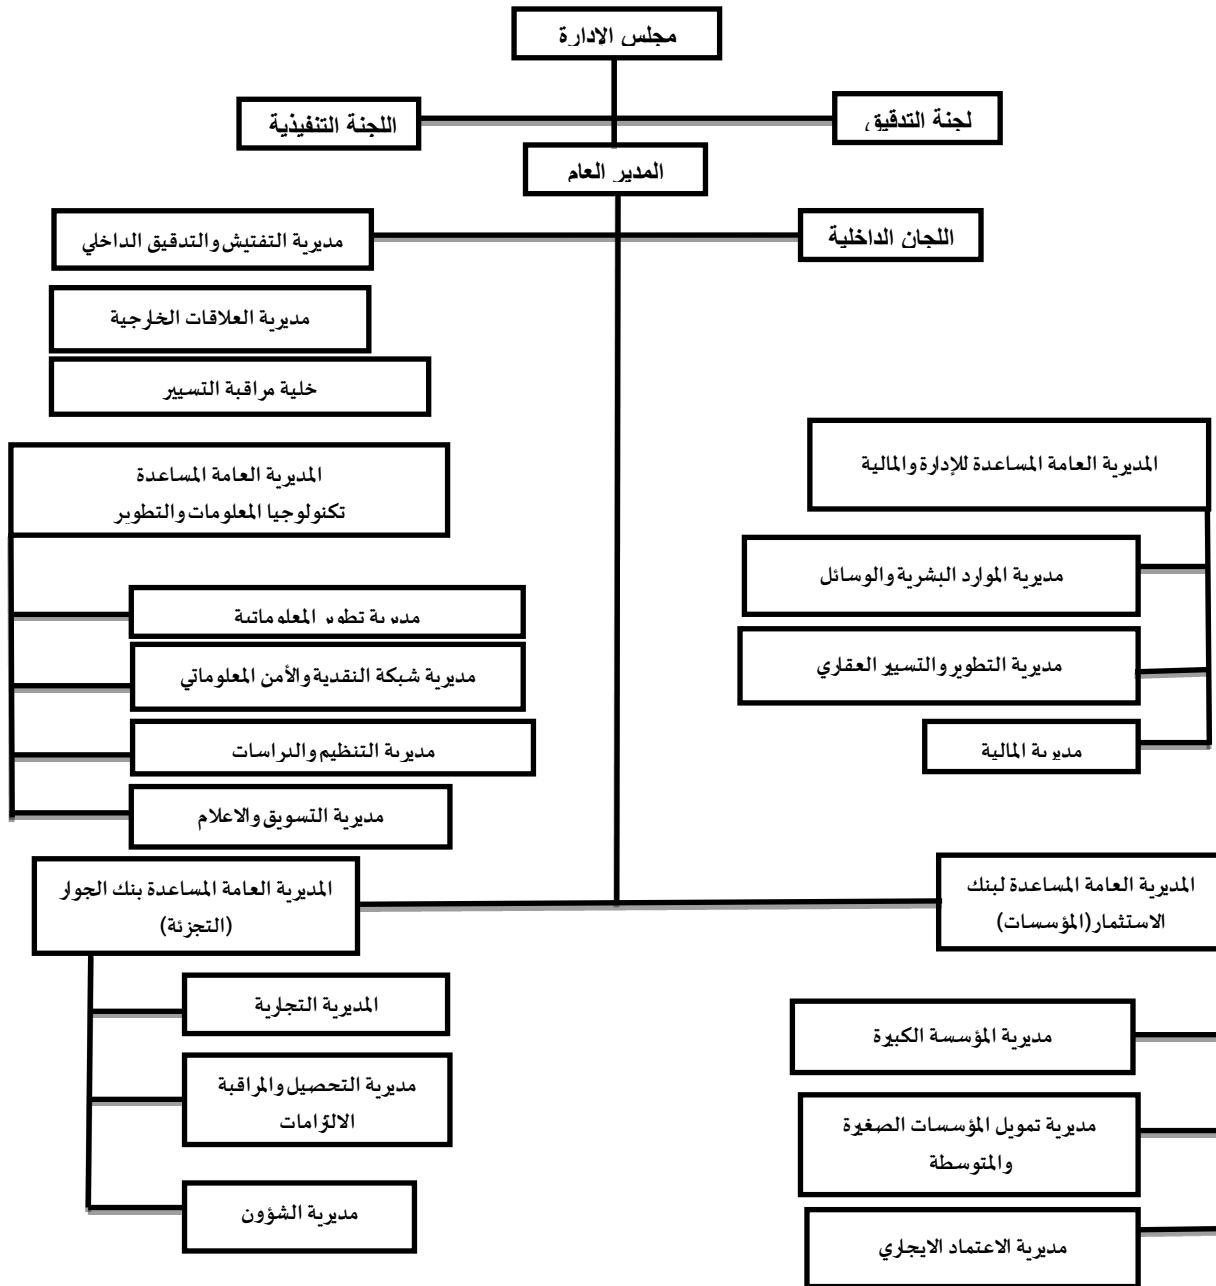 مجلس الادارة
لجنة التدقيق
اللجنة التنفيذية
المدير العام
اللجان الداخلية
مديرية التفتيش والتدقيق الداخلي
مديرية العلاقات الخارجية
خلية مراقبة التسيير
المديرية العامة المساعدة للإدارة والمالية
المديرية العامة المساعدة
تكنولوجيا المعلومات والتطوير
مديرية الموارد البشرية والوسائل
مديرية تطوير المعلوماتية
مديرية التطوير والتسيير العقاري
مديرية شبكة النقدية والأمن المعلوماتي
مديرية المالية
مديرية التنظيم والدراسات
مديرية التسويق والاعلام
المديرية العامة المساعدة لبنك
الاستثمار(المؤسسات)
المديرية العامة المساعدة بنك الجوار
(التجزئة)
المديرية التجارية
مديرية المؤسسة الكبيرة
مديرية التحصيل والمراقبة
الالتزامات
مديرية تمويل المؤسسات الصغيرة
والمتوسطة
مديرية الشؤون
مديرية الاعتماد الايجاري